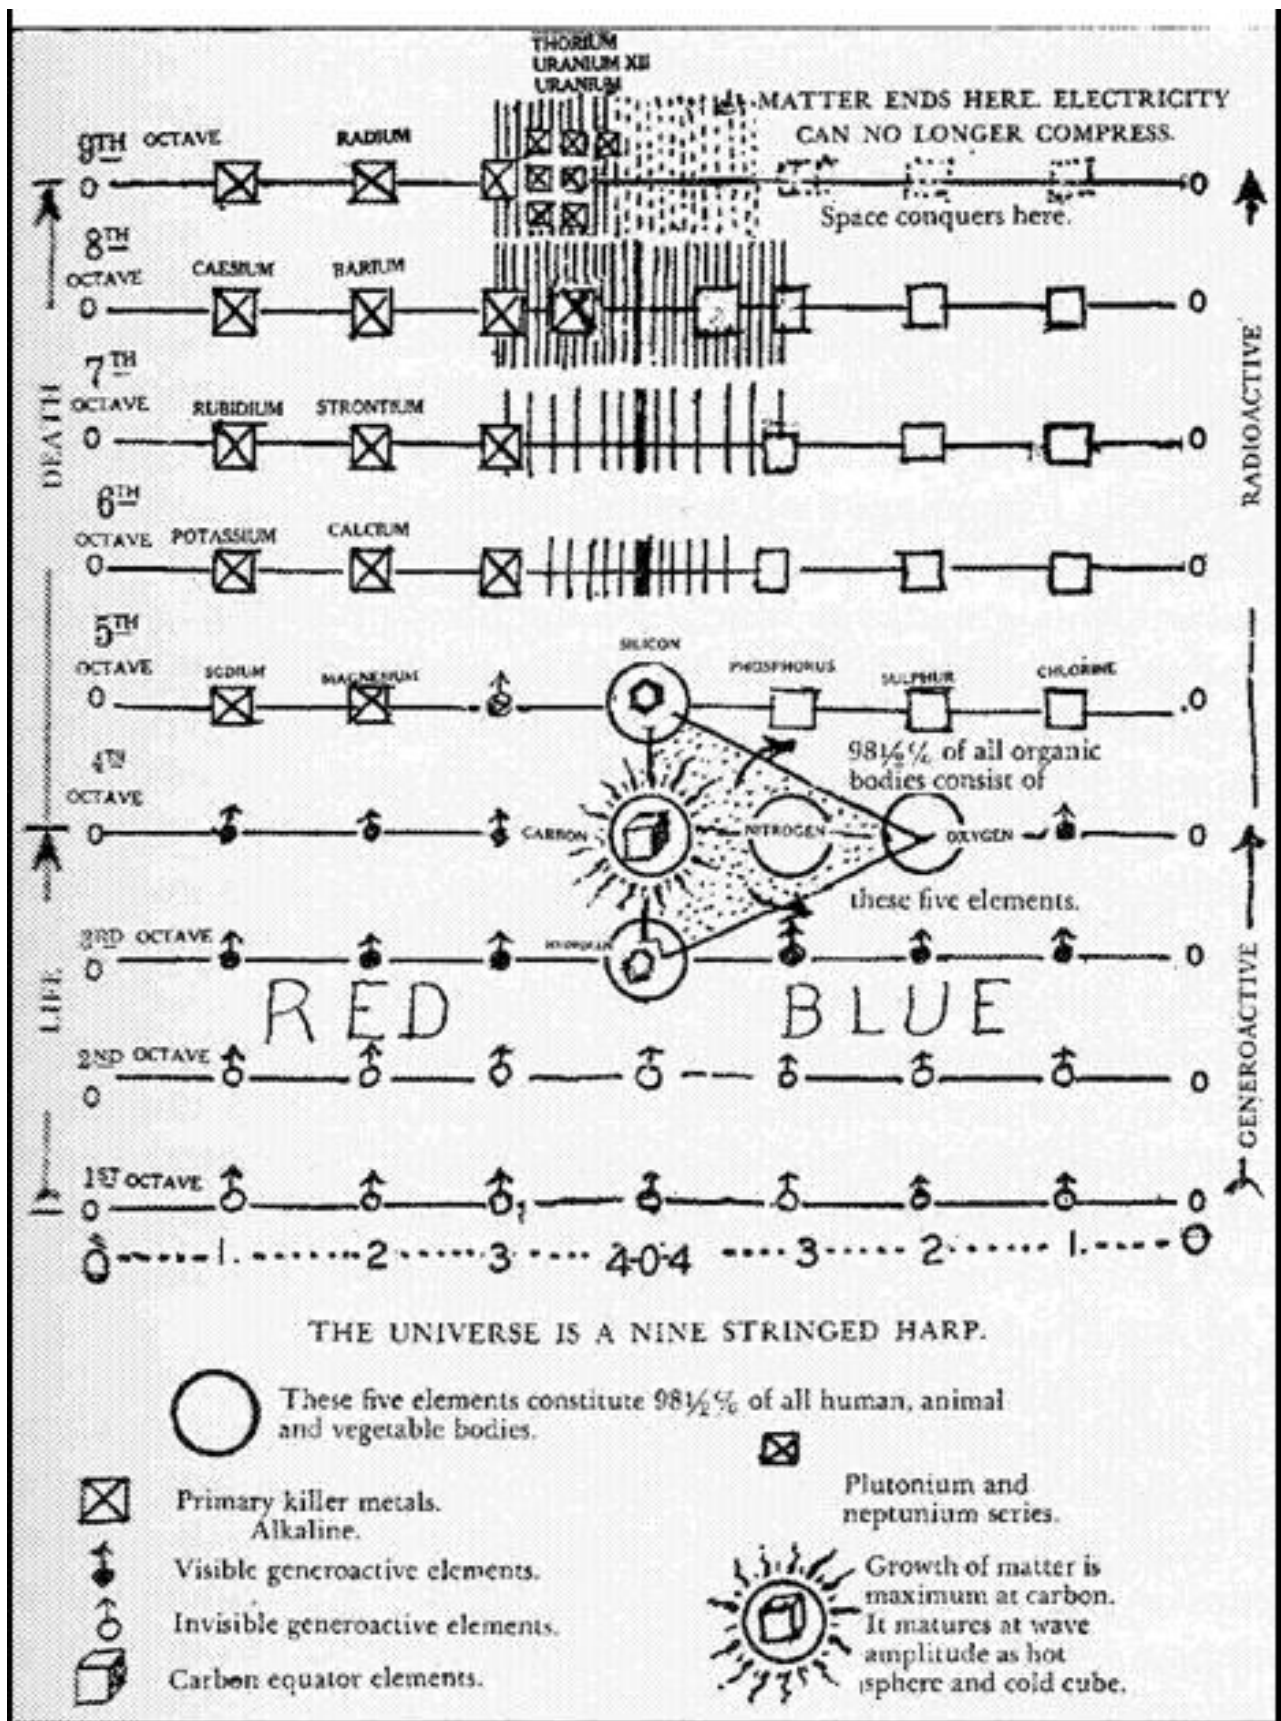 THORIUM
URANIUM XII
URANIUM
MATTER ENDS HERE. ELECTRICITY
CAN NO LONGER COMPRESS.
9TH OCTAVE RADIUM
0 0
Space conquers here.
8TH
OCTAVE CAESIUM BARIUM
0 0
7TH
OCTAVE RUBIDIUM STRONTIUM
0 0
6TH
OCTAVE POTASSIUM CALCIUM
0 0
5TH
OCTAVE SODIUM MAGNESIUM SILICON PHOSPHORUS SULPHUR CHLORINE
0 .0
4TH
OCTAVE
98½% of all organic
bodies consist of
0 CARBON NITROGEN OXYGEN 0
these five elements.
3RD OCTAVE HYDROGEN
0 0
RED BLUE
2ND OCTAVE
0 0
1ST OCTAVE
0 0
0 1. 2 3 4-0-4 3 2 1. 0
DEATH
LIFE
RADIOACTIVE
GENEROACTIVE
THE UNIVERSE IS A NINE STRINGED HARP.
These five elements constitute 98½% of all human, animal
and vegetable bodies.
Primary killer metals.
Alkaline.
Visible generoactive elements.
Invisible generoactive elements.
Carbon equator elements.
Plutonium and
neptunium series.
Growth of matter is
maximum at carbon.
It matures at wave
amplitude as hot
sphere and cold cube.